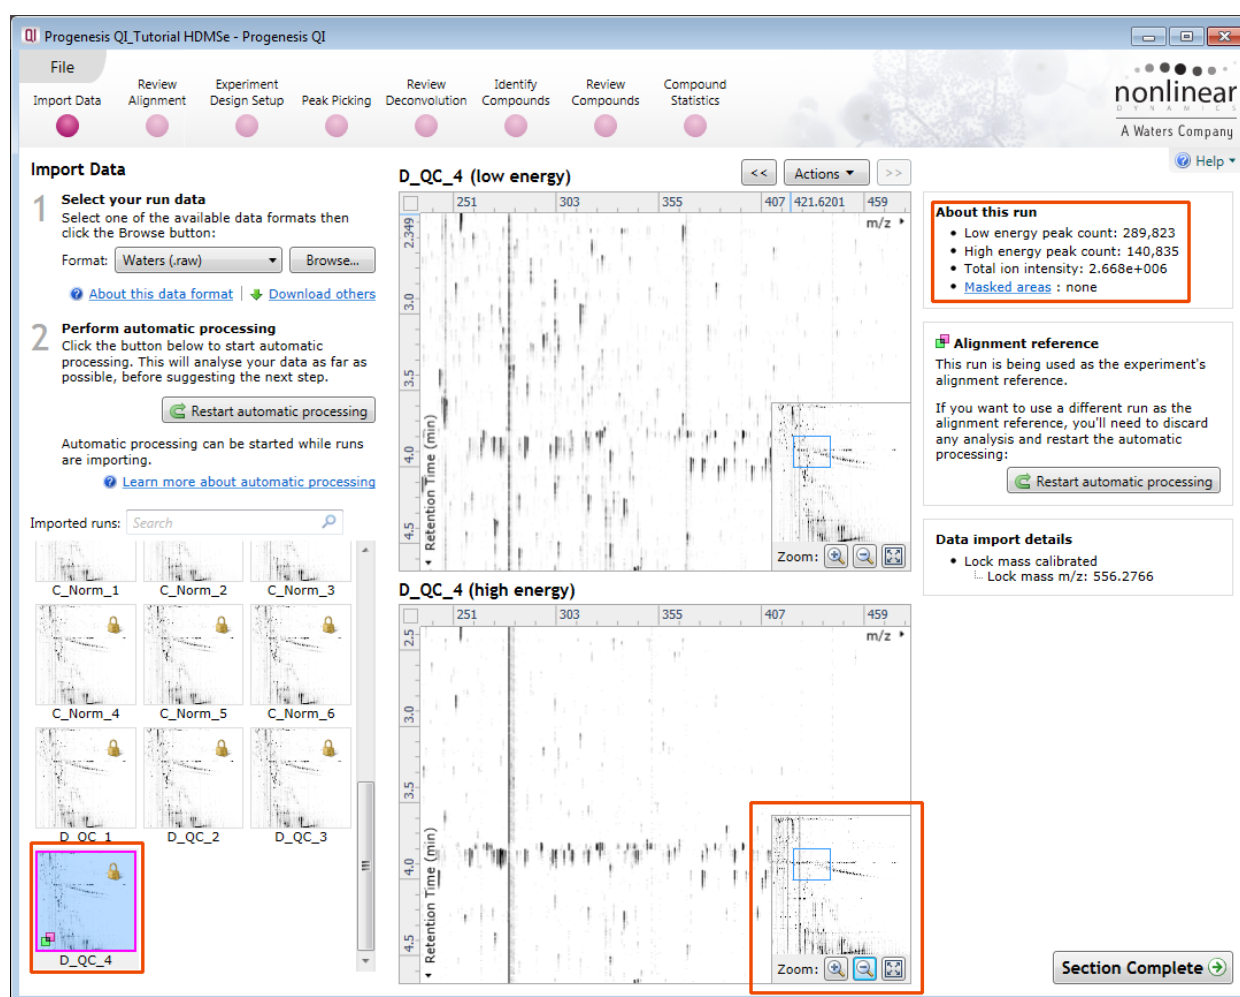 QI Progenesis QI_Tutorial HDMSe - Progenesis QI
File
Import Data
Review
Alignment
Experiment
Design Setup
Peak Picking
Review
Deconvolution
Identify
Compounds
Review
Compounds
Compound
Statistics
nonlinear
DYNAMICS
A Waters Company
Help
Import Data
1 Select your run data
Select one of the available data formats then
click the Browse button:
Format: Waters (.raw) Browse...
About this data format Download others
2 Perform automatic processing
Click the button below to start automatic
processing. This will analyse your data as far as
possible, before suggesting the next step.
Restart automatic processing
Automatic processing can be started while runs
are importing.
Learn more about automatic processing
Imported runs: Search
C_Norm_1 C_Norm_2 C_Norm_3
C_Norm_4 C_Norm_5 C_Norm_6
D_QC_1 D_QC_2 D_QC_3
D_QC_4
D_QC_4 (low energy)
<< Actions >>
251 303 355 407 421.6201 459
m/z
2.349
3.0
3.5
4.0
4.5
Retention Time (min)
Zoom:
D_QC_4 (high energy)
251 303 355 407 459
m/z
2.5
3.0
3.5
4.0
4.5
Retention Time (min)
Zoom:
About this run
• Low energy peak count: 289,823
• High energy peak count: 140,835
• Total ion intensity: 2.668e+006
• Masked areas : none
Alignment reference
This run is being used as the experiment's
alignment reference.
If you want to use a different run as the
alignment reference, you'll need to discard
any analysis and restart the automatic
processing:
Restart automatic processing
Data import details
• Lock mass calibrated
Lock mass m/z: 556.2766
Section Complete